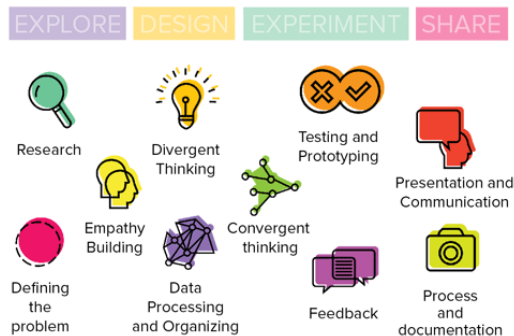 EXPLORE
DESIGN
EXPERIMENT
SHARE
Research
Divergent
Thinking
Testing and
Prototyping
Presentation and
Communication
Empathy
Building
Convergent
thinking
Defining
the
problem
Data
Processing
and Organizing
Feedback
Process
and
documentation